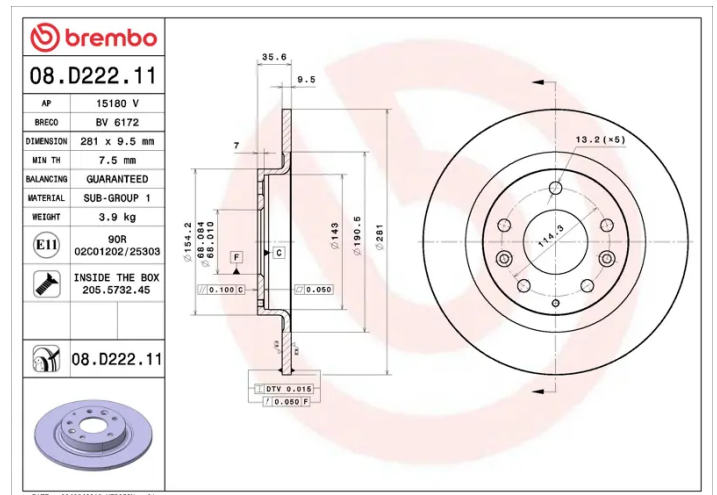 brembo
08.D222.11
AP 15180 V
BRECO BV 6172
DIMENSION 281 x 9.5 mm
MIN TH 7.5 mm
BALANCING GUARANTEED
MATERIAL SUB-GROUP 1
WEIGHT 3.9 kg
E11 90R
02C01202/25303
INSIDE THE BOX
205.5732.45
08.D222.11
35.6
9.5
7
Ø154.2
68.084
Ø68.010
F
C
Ø143
Ø190.5
Ø281
// 0.100 C
⏥ 0.050
DTV 0.015
↗ 0.050 F
13.2 (×5)
114.3